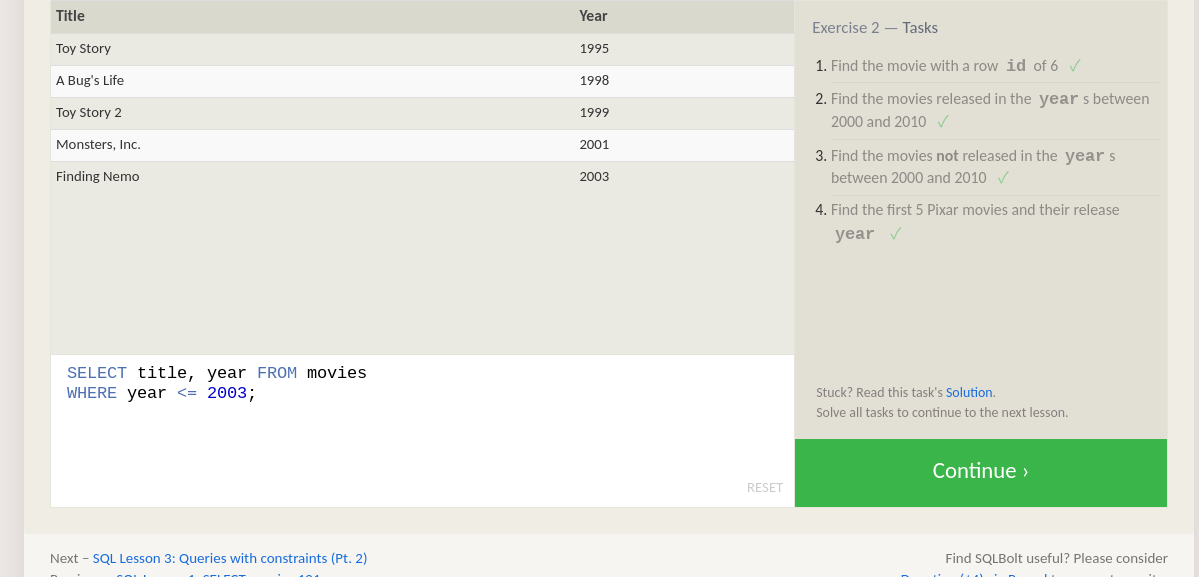 Title Year
Toy Story 1995
A Bug's Life 1998
Toy Story 2 1999
Monsters, Inc. 2001
Finding Nemo 2003
SELECT title, year FROM movies
WHERE year <= 2003;
RESET
Exercise 2 — Tasks
1. Find the movie with a row id of 6 ✓
2. Find the movies released in the year s between
2000 and 2010 ✓
3. Find the movies not released in the year s
between 2000 and 2010 ✓
4. Find the first 5 Pixar movies and their release
year ✓
Stuck? Read this task's Solution.
Solve all tasks to continue to the next lesson.
Continue ›
Next – SQL Lesson 3: Queries with constraints (Pt. 2)
Find SQLBolt useful? Please consider